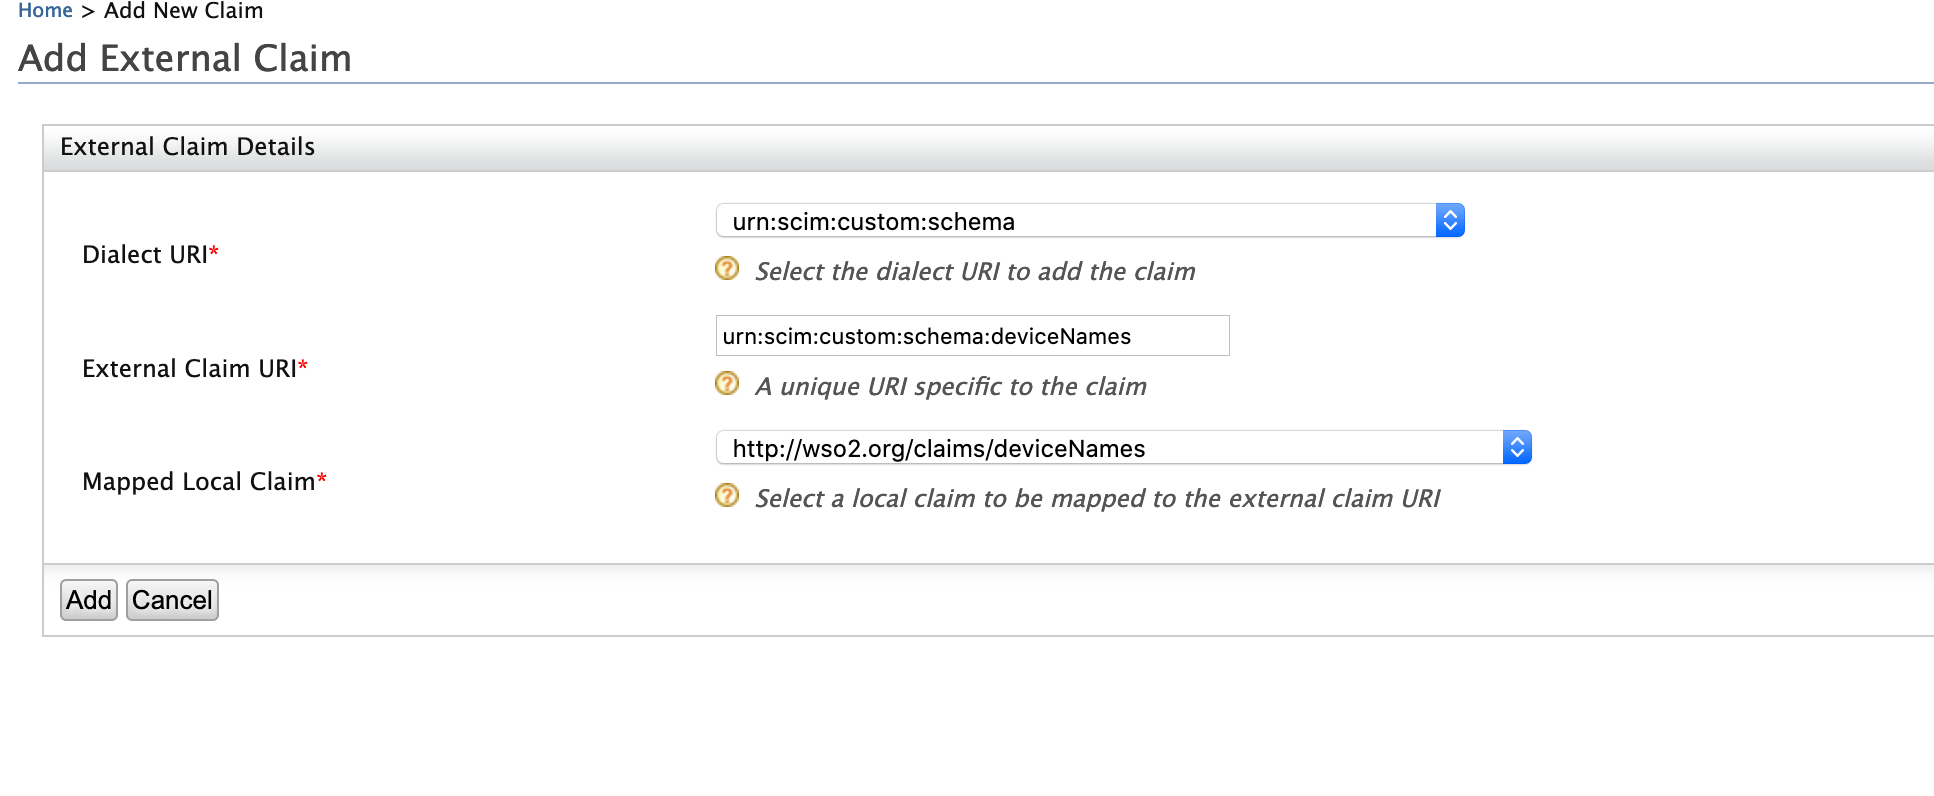 Home > Add New Claim
Add External Claim
External Claim Details
Dialect URI*
urn:scim:custom:schema
Select the dialect URI to add the claim
External Claim URI*
urn:scim:custom:schema:deviceNames
A unique URI specific to the claim
Mapped Local Claim*
http://wso2.org/claims/deviceNames
Select a local claim to be mapped to the external claim URI
Add Cancel